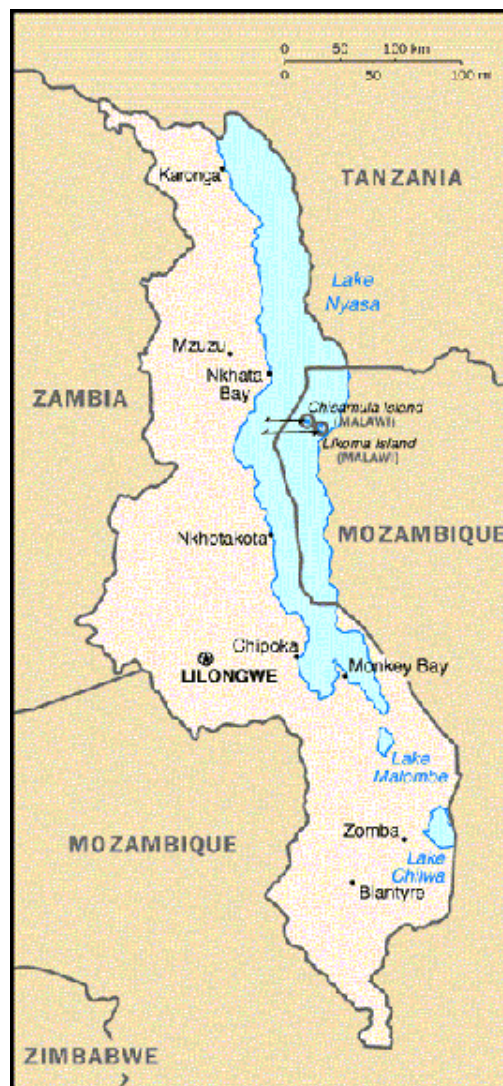 0 50 100 km
0 50 100 mi
Karonga
TANZANIA
Lake
Nyasa
Mzuzu
Nkhata
Bay
ZAMBIA
Chisamula Island
(MALAWI)
Likoma Island
(MALAWI)
Nkhotakota
MOZAMBIQUE
Chipoka
LILONGWE
Monkey Bay
Lake
Malombe
MOZAMBIQUE
Zomba
Lake
Chilwa
Blantyre
ZIMBABWE